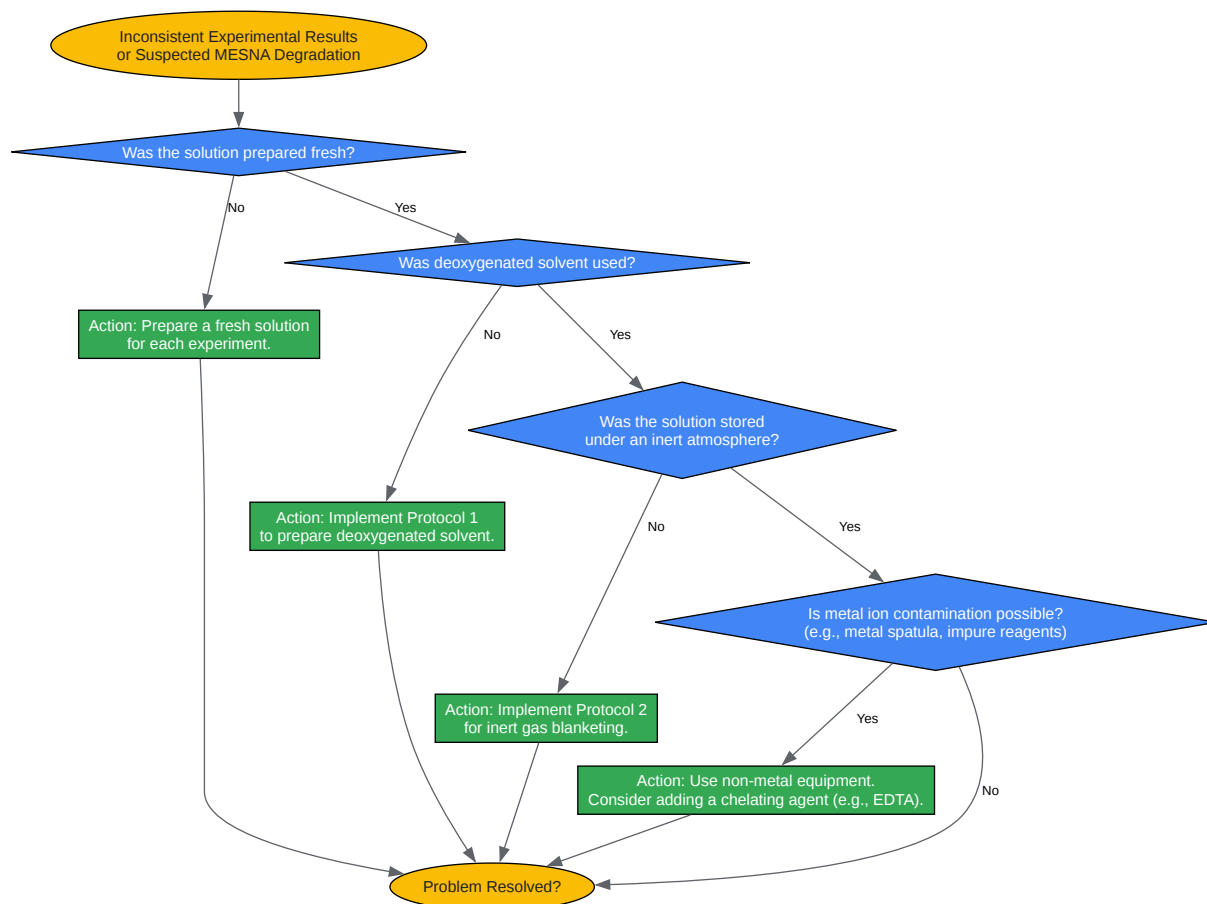 Inconsistent Experimental Results
or Suspected MESNA Degradation
Was the solution prepared fresh?
No
Yes
Was deoxygenated solvent used?
Action: Prepare a fresh solution
for each experiment.
No
Yes
Was the solution stored
under an inert atmosphere?
Action: Implement Protocol 1
to prepare deoxygenated solvent.
No
Yes
Is metal ion contamination possible?
(e.g., metal spatula, impure reagents)
Action: Implement Protocol 2
for inert gas blanketing.
Yes
Action: Use non-metal equipment.
Consider adding a chelating agent (e.g., EDTA).
No
Problem Resolved?